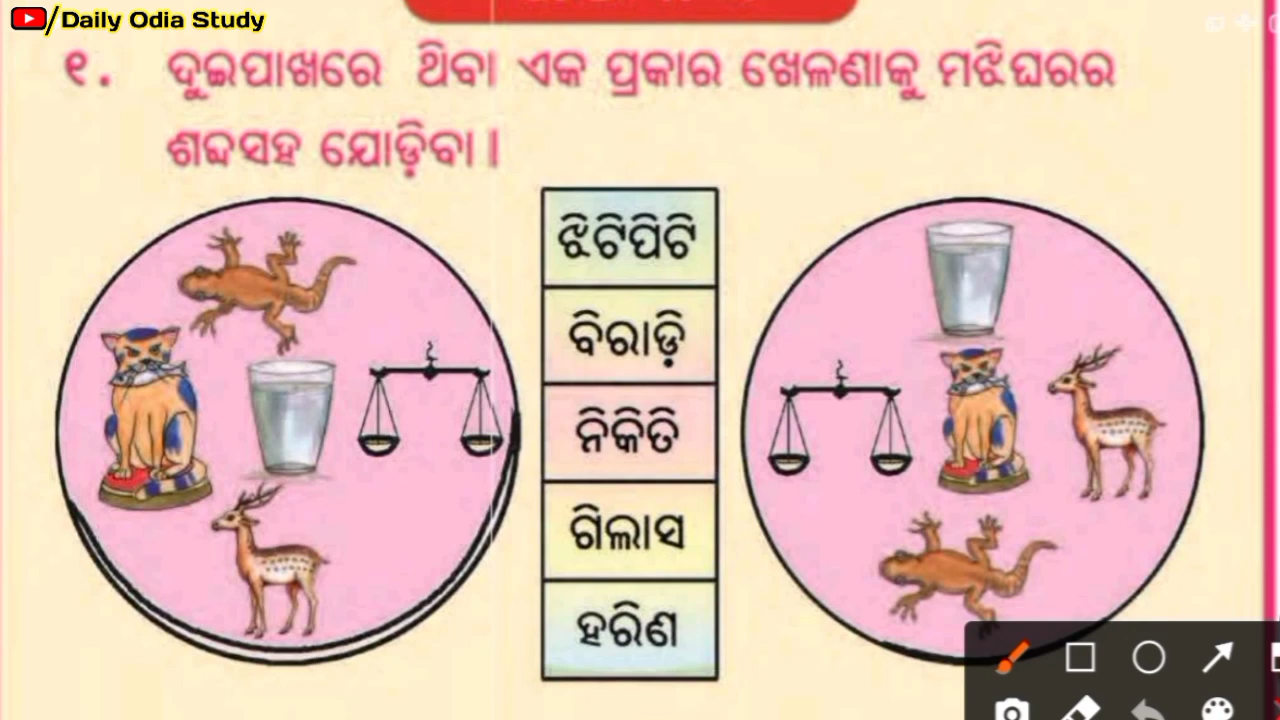 /Daily Odia Study
୧. ଦୁଇପାଖରେ ଥିବା ଏକ ପ୍ରକାର ଖେଳଣାକୁ ମଝିଘରର
ଶବ୍ଦସହ ଯୋଡ଼ିବା।
ଝିଟିପିଟି
ବିରାଡ଼ି
ନିକିତି
ଗିଲାସ
ହରିଣ